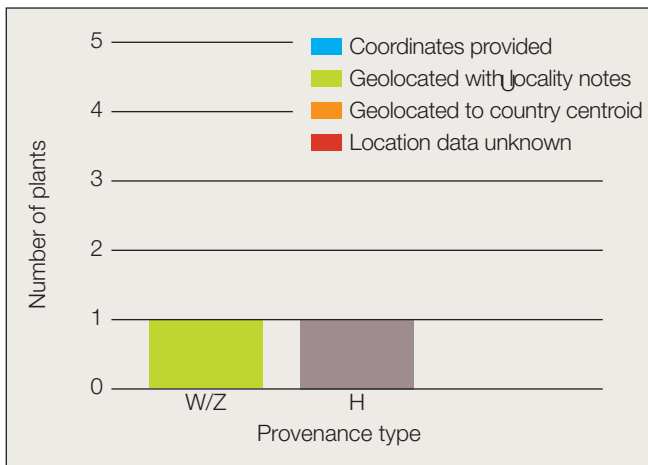 5
4
3
2
1
0
Number of plants
Coordinates provided
Geolocated with locality notes
Geolocated to country centroid
Location data unknown
W/Z H
Provenance type